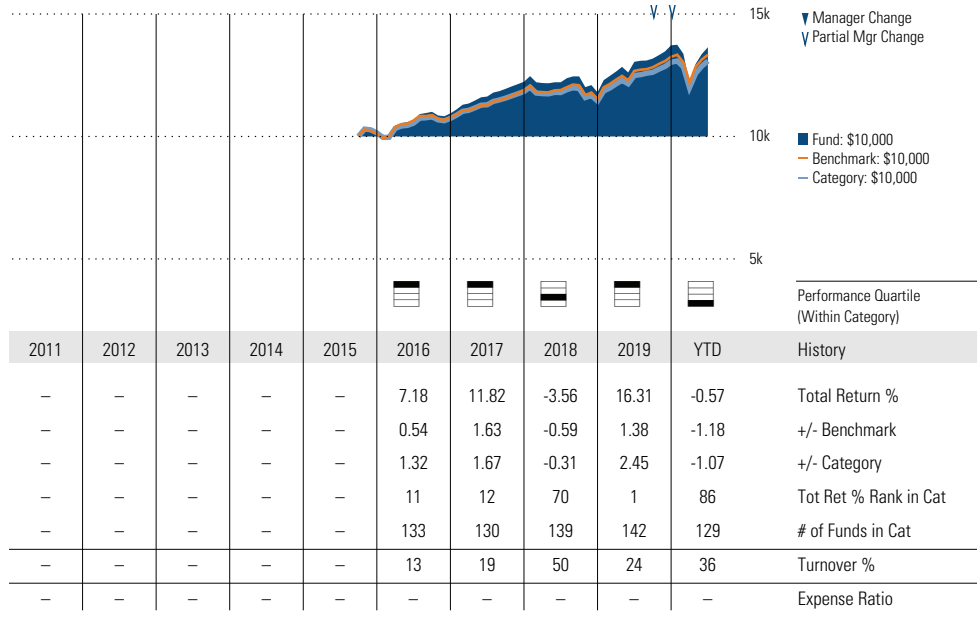 15k
Manager Change
Partial Mgr Change
10k
Fund: $10,000
Benchmark: $10,000
Category: $10,000
5k
Performance Quartile
(Within Category)
2011 2012 2013 2014 2015 2016 2017 2018 2019 YTD History
– – – – – 7.18 11.82 -3.56 16.31 -0.57 Total Return %
– – – – – 0.54 1.63 -0.59 1.38 -1.18 +/- Benchmark
– – – – – 1.32 1.67 -0.31 2.45 -1.07 +/- Category
– – – – – 11 12 70 1 86 Tot Ret % Rank in Cat
– – – – – 133 130 139 142 129 # of Funds in Cat
– – – – – 13 19 50 24 36 Turnover %
– – – – – – – – – – Expense Ratio